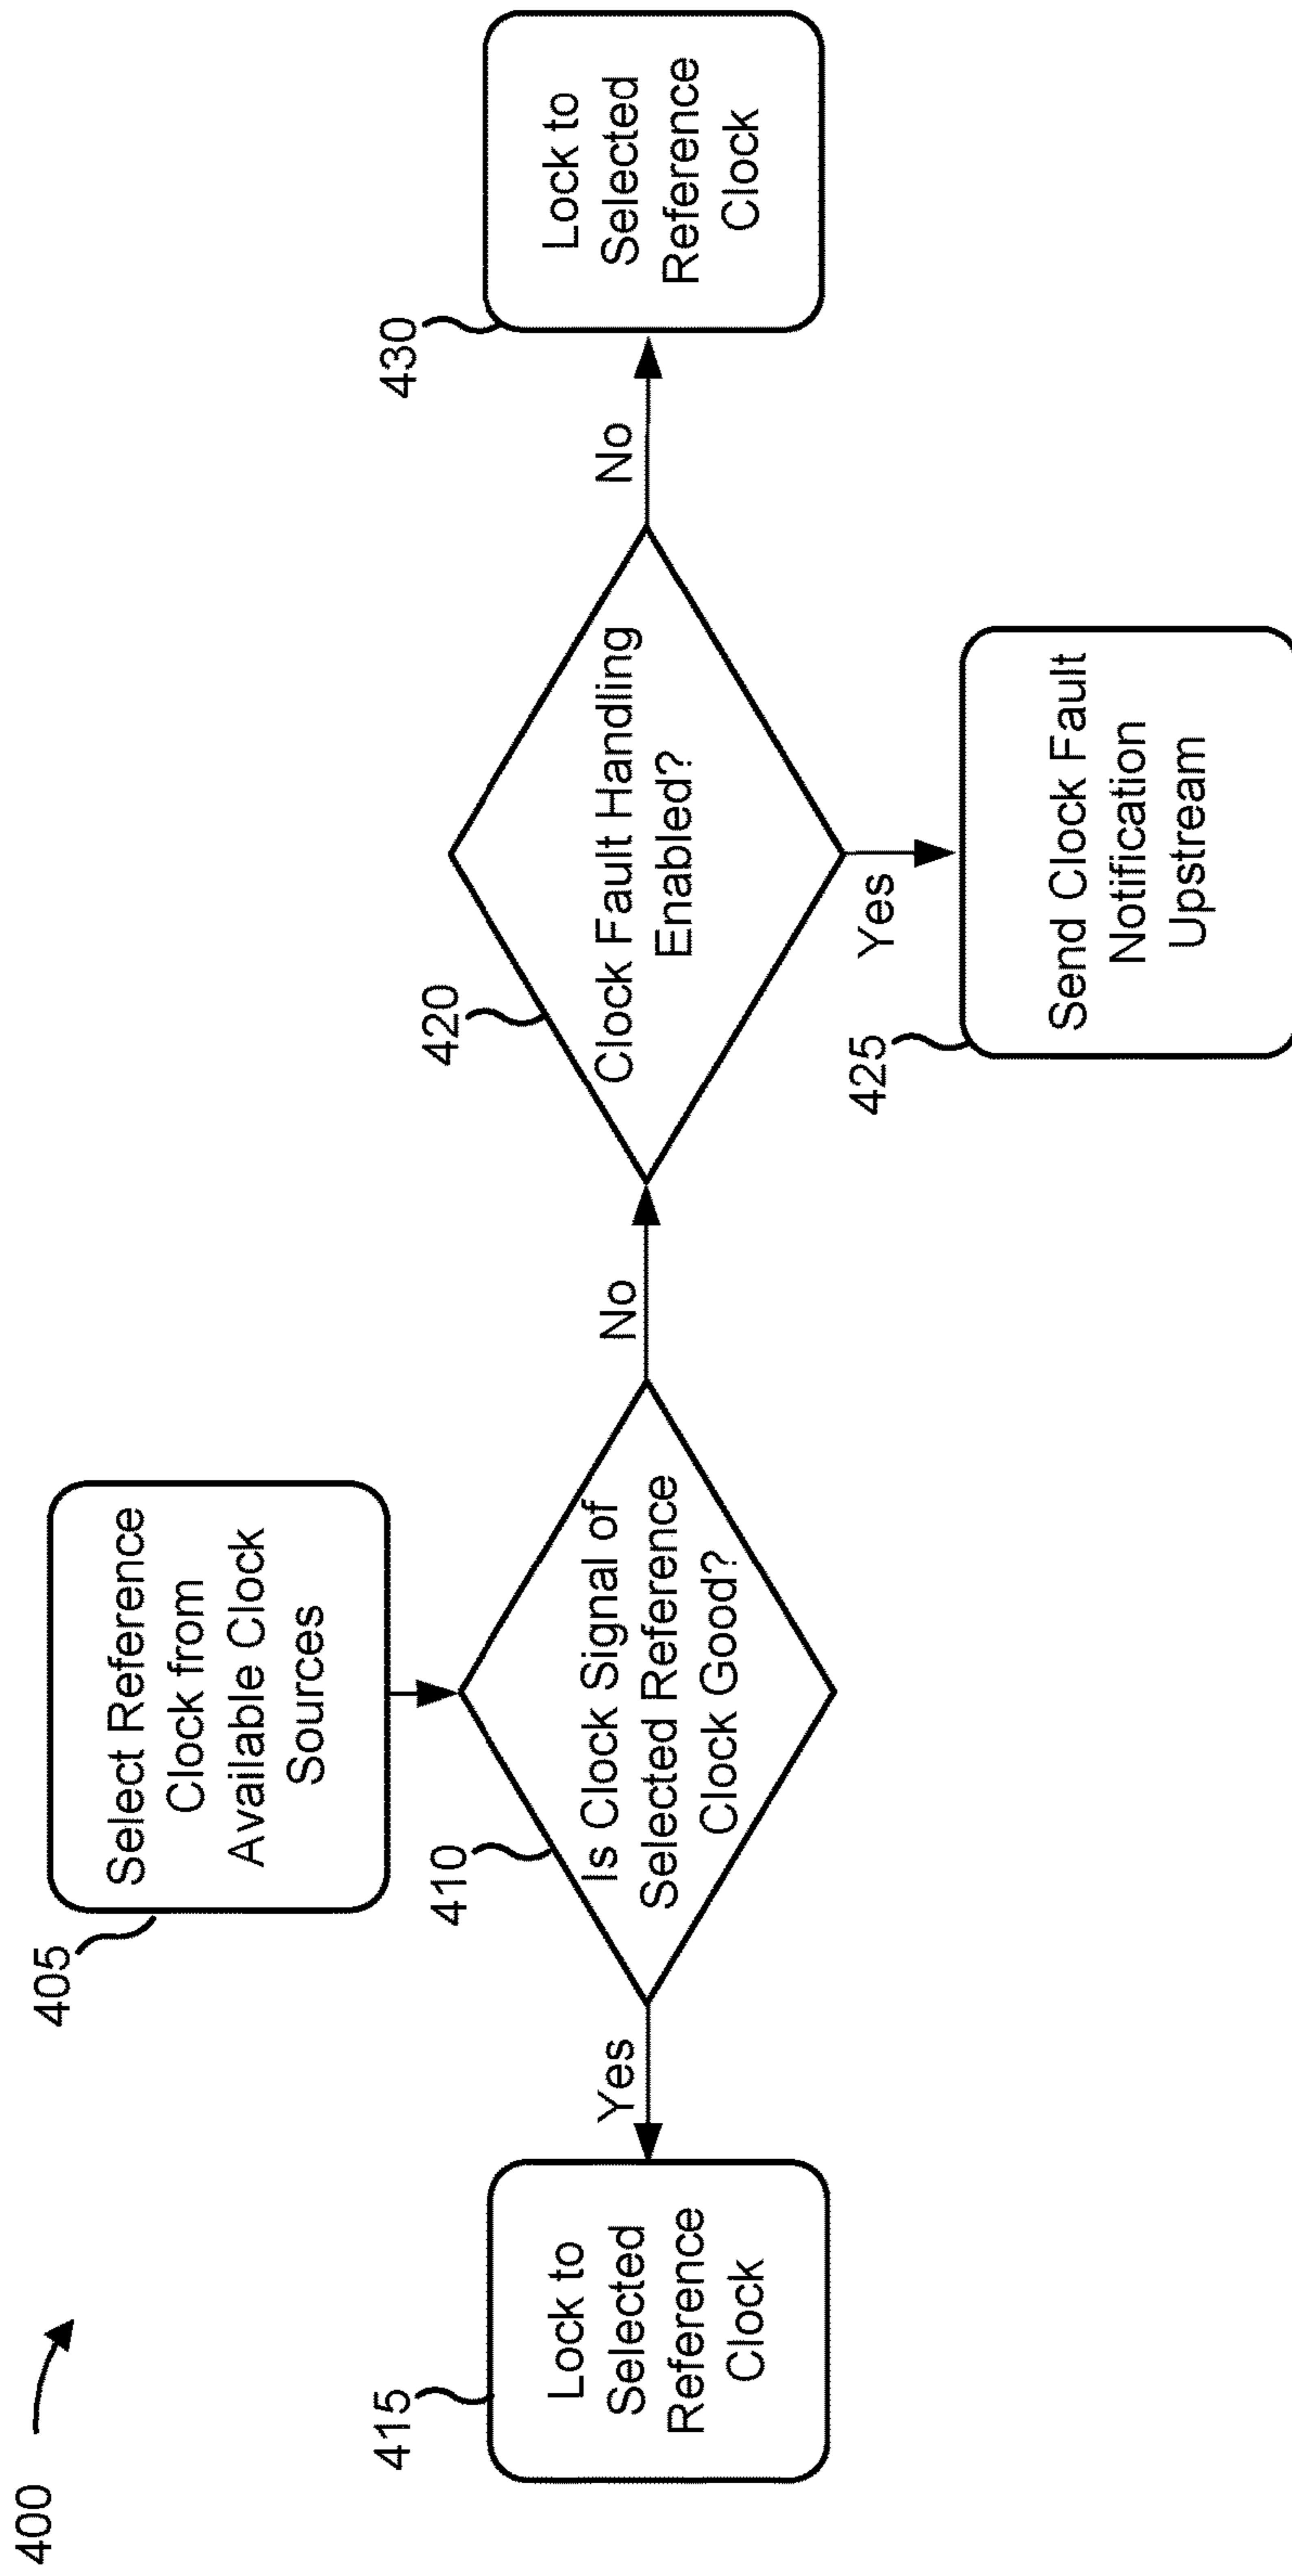 400
405
Select Reference
Clock from
Available Clock
Sources
410
Is Clock Signal of
Selected Reference
Clock Good?
Yes
No
415
Lock to
Selected
Reference
Clock
420
Clock Fault Handling
Enabled?
No
Yes
430
Lock to
Selected
Reference
Clock
425
Send Clock Fault
Notification
Upstream